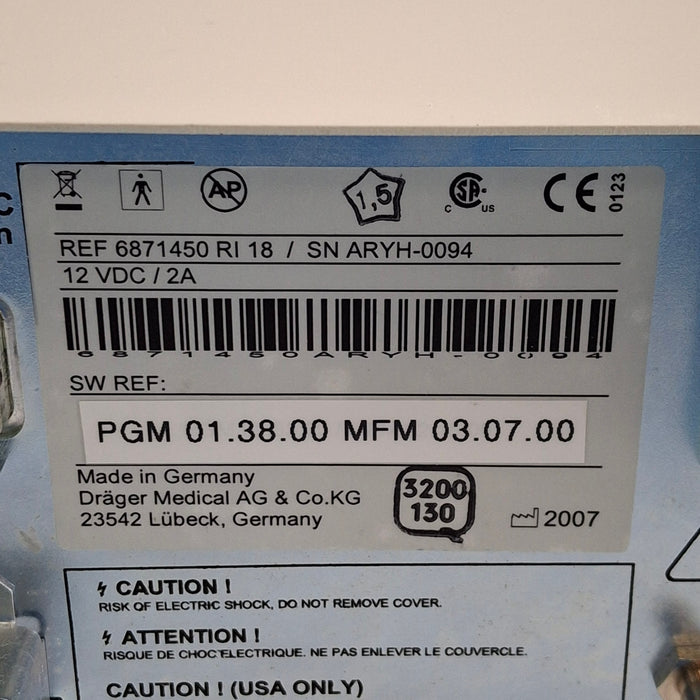 C
n
AP
1,5
C SA US
CE 0123
REF 6871450 RI 18 / SN ARYH-0094
12 VDC / 2A
6871450ARYH-0094
SW REF:
PGM 01.38.00 MFM 03.07.00
Made in Germany
Dräger Medical AG & Co.KG
23542 Lübeck, Germany
3200
130
2007
CAUTION !
RISK OF ELECTRIC SHOCK, DO NOT REMOVE COVER.
ATTENTION !
RISQUE DE CHOC ELECTRIQUE. NE PAS ENLEVER LE COUVERCLE.
CAUTION ! (USA ONLY)